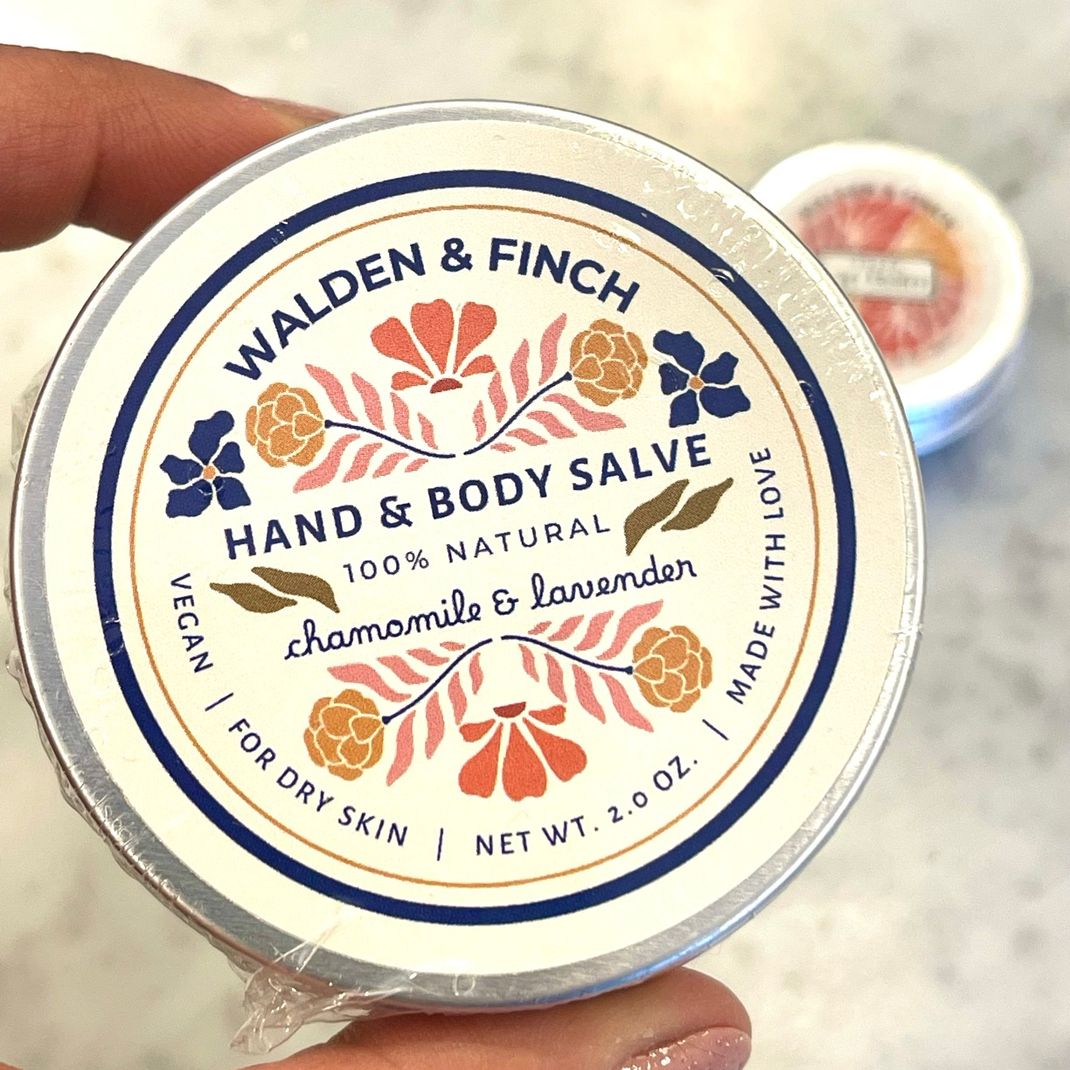 WALDEN & FINCH
HAND & BODY SALVE
100% NATURAL
chamomile & lavender
VEGAN | FOR DRY SKIN | NET WT. 2.0 OZ. | MADE WITH LOVE